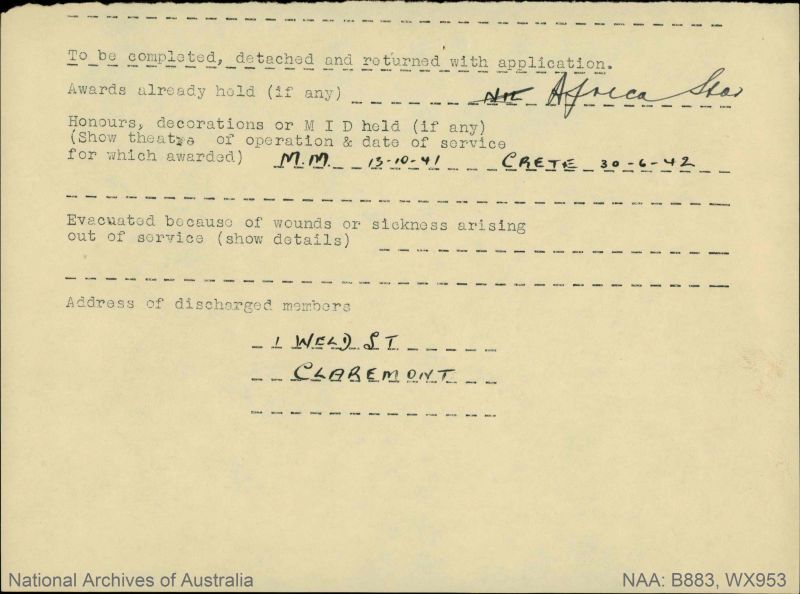 To be completed, detached and returned with application.
Awards already held (if any) Africa Star
Honours, decorations or M I D held (if any)
(Show theatre of operation & date of service
for which awarded) M.M. 13-10-41 CRETE 30-6-42
Evacuated because of wounds or sickness arising
out of service (show details)
Address of discharged members
1 WELD ST
CLAREMONT
National Archives of Australia
NAA: B883, WX953